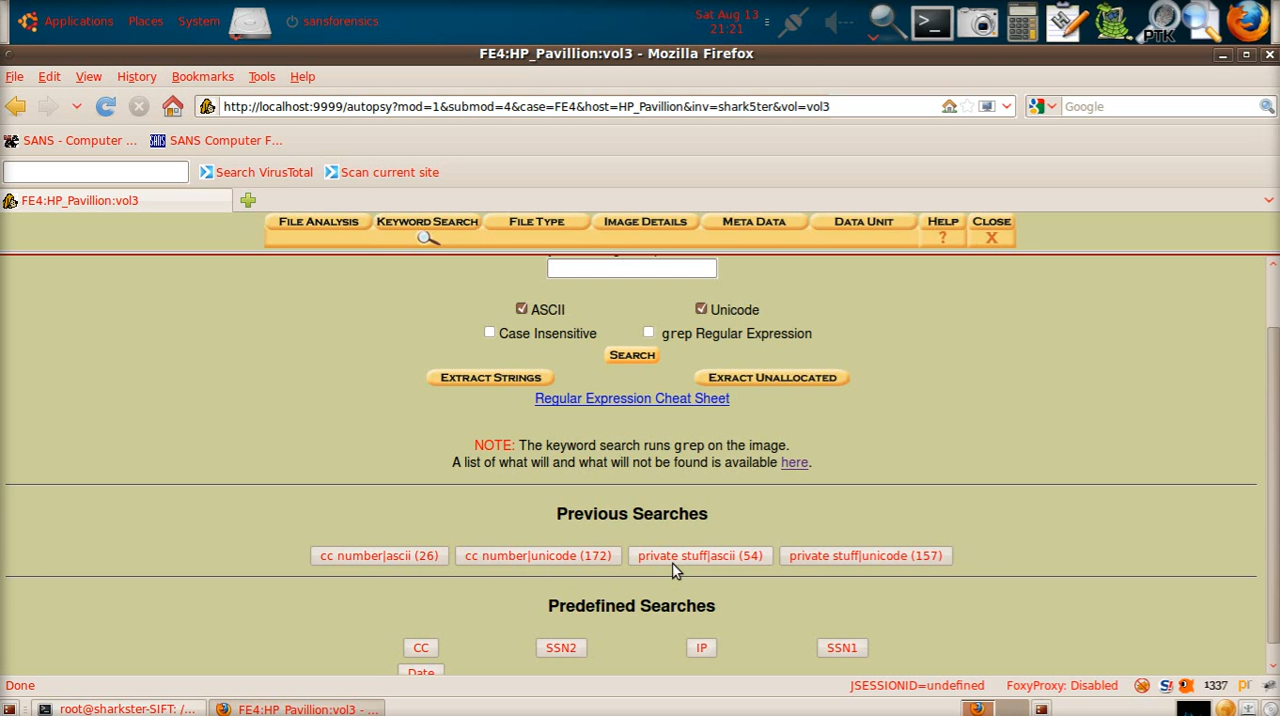 Applications Places System sansforensics Sat Aug 13
21:21
PTK
FE4:HP_Pavillion:vol3 - Mozilla Firefox
File Edit View History Bookmarks Tools Help
http://localhost:9999/autopsy?mod=1&submod=4&case=FE4&host=HP_Pavillion&inv=shark5ter&vol=vol3 Google
SANS - Computer ... SANS Computer F...
Search VirusTotal Scan current site
FE4:HP_Pavillion:vol3
FILE ANALYSIS KEYWORD SEARCH FILE TYPE IMAGE DETAILS META DATA DATA UNIT HELP CLOSE
? X
ASCII Unicode
Case Insensitive grep Regular Expression
SEARCH
EXTRACT STRINGS EXRACT UNALLOCATED
Regular Expression Cheat Sheet
NOTE: The keyword search runs grep on the image.
A list of what will and what will not be found is available here.
Previous Searches
cc number|ascii (26) cc number|unicode (172) private stuff|ascii (54) private stuff|unicode (157)
Predefined Searches
CC SSN2 IP SSN1
Date
Done JSESSIONID=undefined FoxyProxy: Disabled S! 1337 pr
root@sharkster-SIFT: /... FE4:HP_Pavillion:vol3 - ...